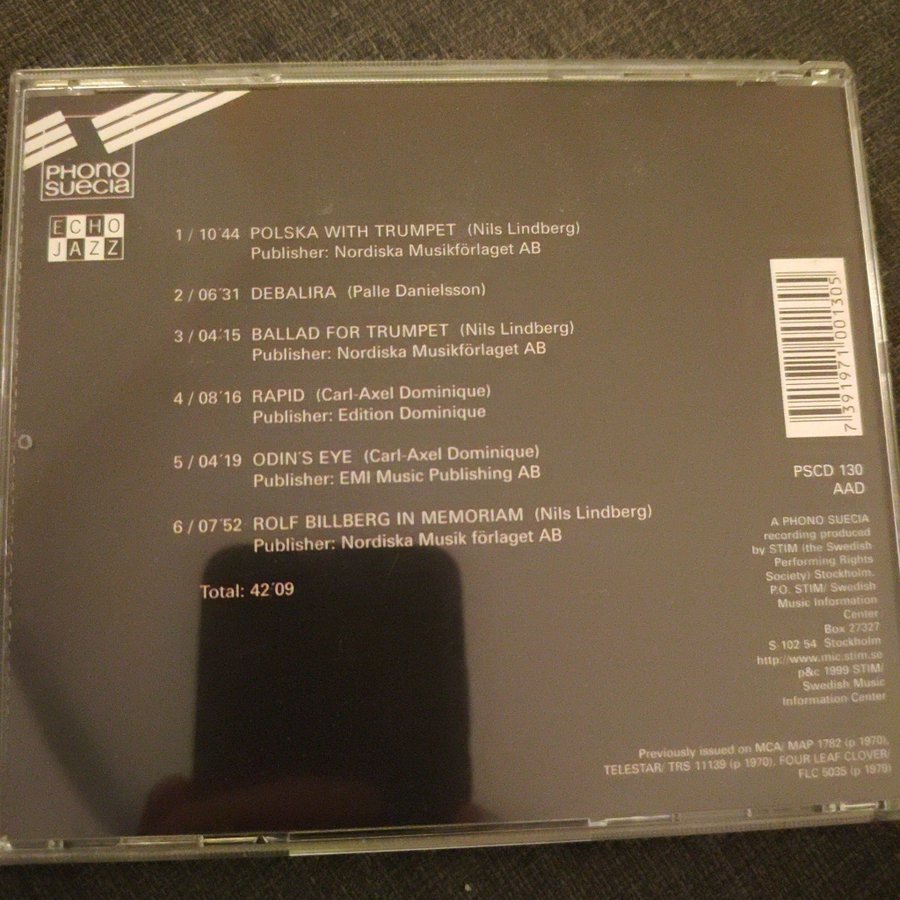 PHONO
SUECIA
ECHO
JAZZ
1 / 10´44 POLSKA WITH TRUMPET (Nils Lindberg)
Publisher: Nordiska Musikförlaget AB
2 / 06´31 DEBALIRA (Palle Danielsson)
3 / 04´15 BALLAD FOR TRUMPET (Nils Lindberg)
Publisher: Nordiska Musikförlaget AB
4 / 08´16 RAPID (Carl-Axel Dominique)
Publisher: Edition Dominique
5 / 04´19 ODIN'S EYE (Carl-Axel Dominique)
Publisher: EMI Music Publishing AB
6 / 07´52 ROLF BILLBERG IN MEMORIAM (Nils Lindberg)
Publisher: Nordiska Musik förlaget AB
Total: 42´09
7 391971 001305
PSCD 130
AAD
A PHONO SUECIA
recording produced
by STIM (the Swedish
Performing Rights
Society) Stockholm.
P.O. STIM/ Swedish
Music Information
Center
Box 27327
S 102 54 Stockholm
http://www.mic.stim.se
p&c 1999 STIM/
Swedish Music
Information Center
Previously issued on MCA/ MAP 1782 (p 1970),
TELESTAR/ TRS 11139 (p 1970), FOUR LEAF CLOVER/
FLC 5035 (p 1979)